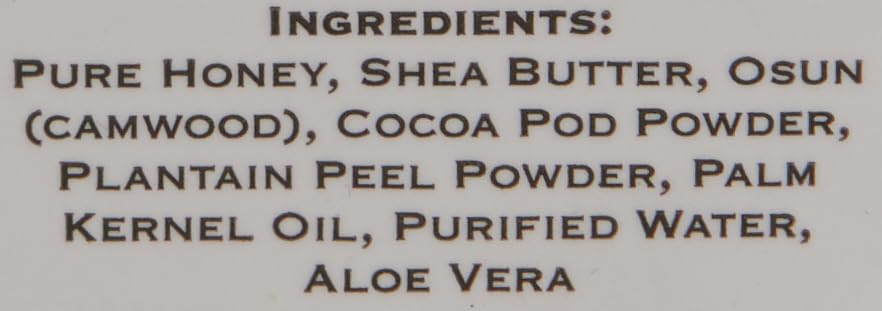 INGREDIENTS:
PURE HONEY, SHEA BUTTER, OSUN
(CAMWOOD), COCOA POD POWDER,
PLANTAIN PEEL POWDER, PALM
KERNEL OIL, PURIFIED WATER,
ALOE VERA